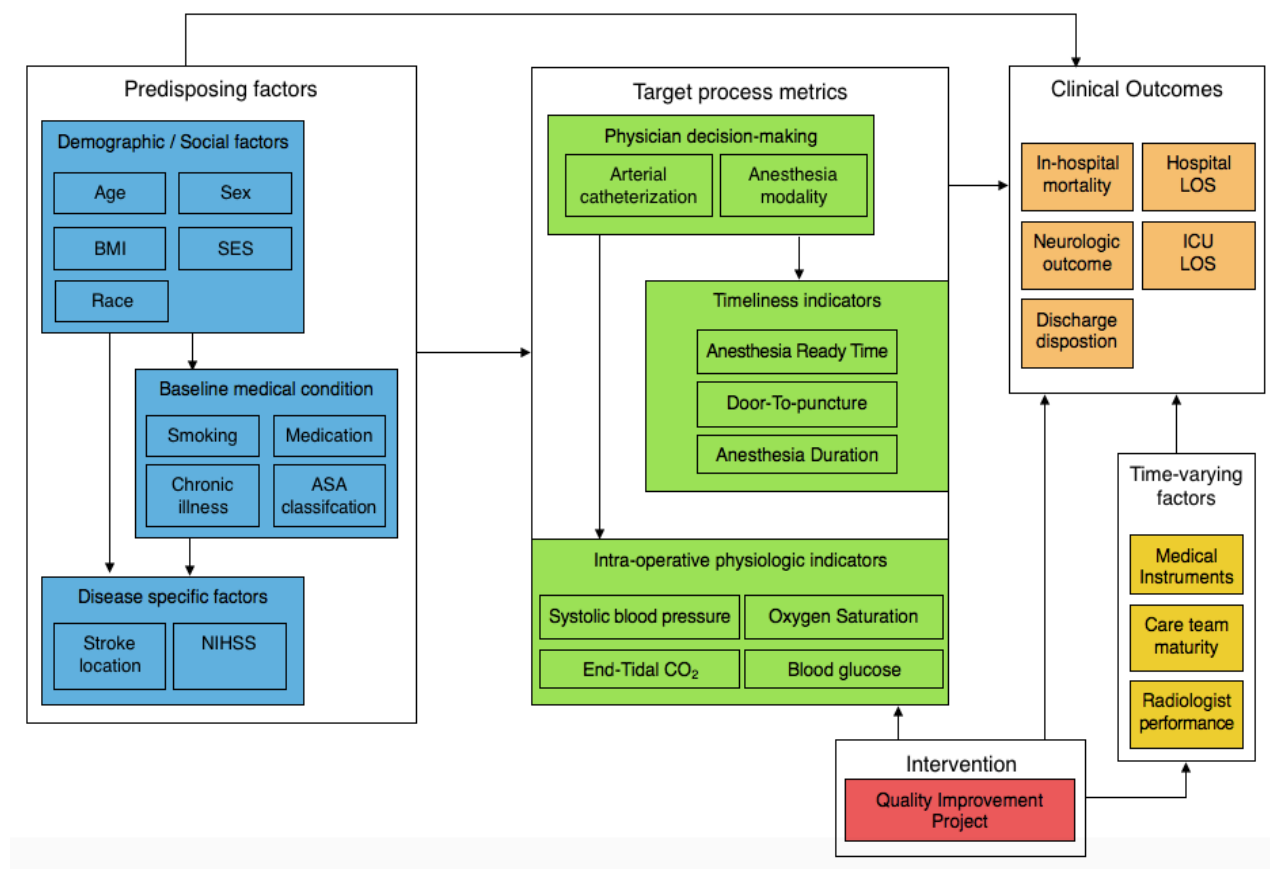 Predisposing factors
Demographic / Social factors
Age
Sex
BMI
SES
Race
Baseline medical condition
Smoking
Medication
Chronic
illness
ASA
classifcation
Disease specific factors
Stroke
location
NIHSS
Target process metrics
Physician decision-making
Arterial
catheterization
Anesthesia
modality
Timeliness indicators
Anesthesia Ready Time
Door-To-puncture
Anesthesia Duration
Intra-operative physiologic indicators
Systolic blood pressure
Oxygen Saturation
End-Tidal CO₂
Blood glucose
Clinical Outcomes
In-hospital
mortality
Hospital
LOS
Neurologic
outcome
ICU
LOS
Discharge
dispostion
Time-varying
factors
Medical
Instruments
Care team
maturity
Radiologist
performance
Intervention
Quality Improvement
Project